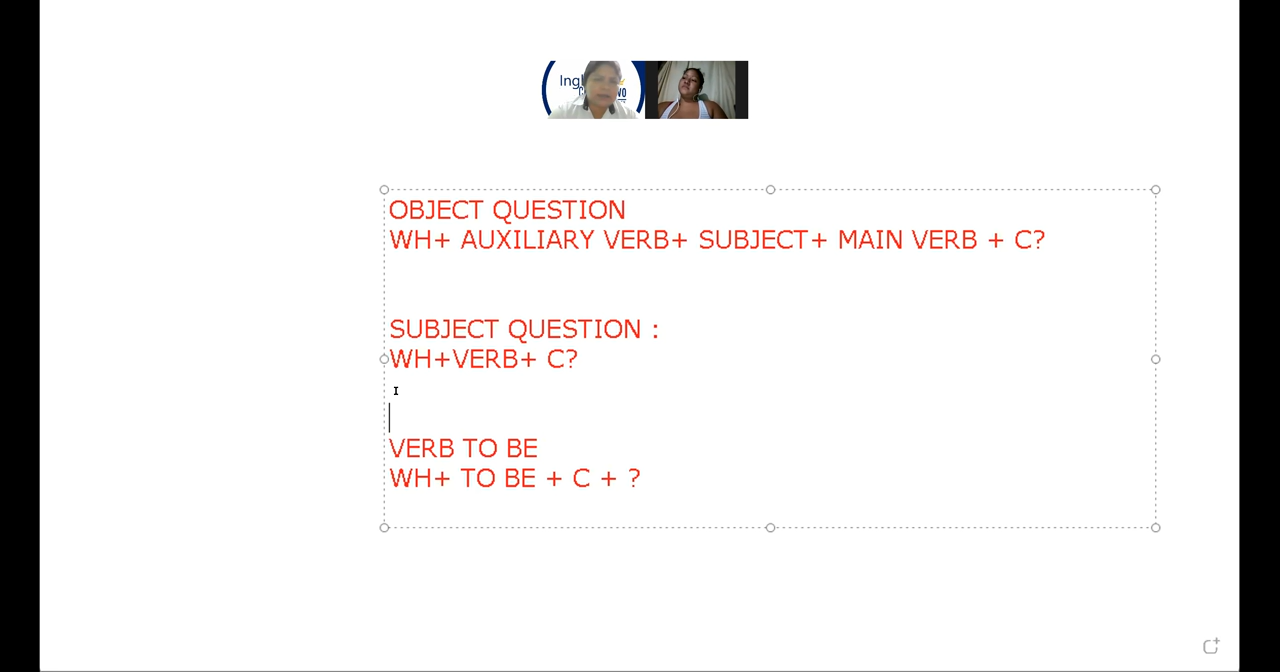 OBJECT QUESTION
WH+ AUXILIARY VERB+ SUBJECT+ MAIN VERB + C?
SUBJECT QUESTION :
WH+VERB+ C?
VERB TO BE
WH+ TO BE + C + ?